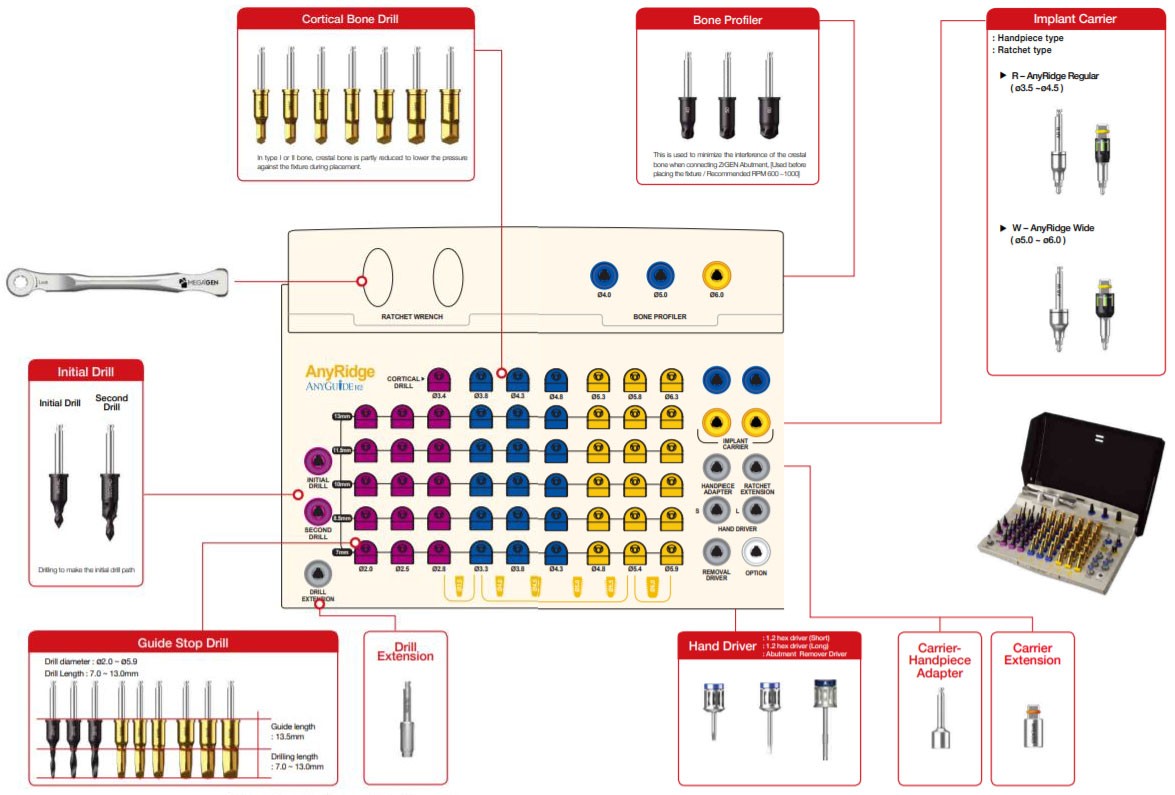 Cortical Bone Drill
In type I or II bone, crestal bone is partly reduced to lower the pressure
against the fixture during placement.
Bone Profiler
This is used to minimize the interference of the crestal
bone when connecting ZrGEN Abutment, [Used before
placing the fixture / Recommended RPM 600 ~1000]
Implant Carrier
: Handpiece type
: Ratchet type
▶ R – AnyRidge Regular
( ø3.5 ~ø4.5 )
▶ W – AnyRidge Wide
( ø5.0 ~ ø6.0 )
Lock
MEGAGEN
RATCHET WRENCH
Ø4.0
Ø5.0
Ø6.0
BONE PROFILER
Initial Drill
Initial Drill
Second
Drill
Drilling to make the initial drill path
AnyRidge
ANYGUIDE R2
CORTICAL▶
DRILL
Ø3.4
Ø3.8
Ø4.3
Ø4.8
Ø5.3
Ø5.8
Ø6.3
13mm
11.5mm
10mm
8.5mm
7mm
INITIAL
DRILL
SECOND
DRILL
DRILL
EXTENSION
Ø2.0
Ø2.5
Ø2.8
Ø3.3
Ø3.8
Ø4.3
Ø4.8
Ø5.4
Ø5.9
IMPLANT
CARRIER
HANDPIECE
ADAPTER
RATCHET
EXTENSION
S
L
HAND DRIVER
REMOVAL
DRIVER
OPTION
Guide Stop Drill
Drill diameter : ø2.0 ~ ø5.9
Drill Length : 7.0 ~ 13.0mm
Guide length
: 13.5mm
Drilling length
: 7.0 ~ 13.0mm
Drill
Extension
Hand Driver
: 1.2 hex driver (Short)
: 1.2 hex driver (Long)
: Abutment Remover Driver
Carrier-
Handpiece
Adapter
Carrier
Extension